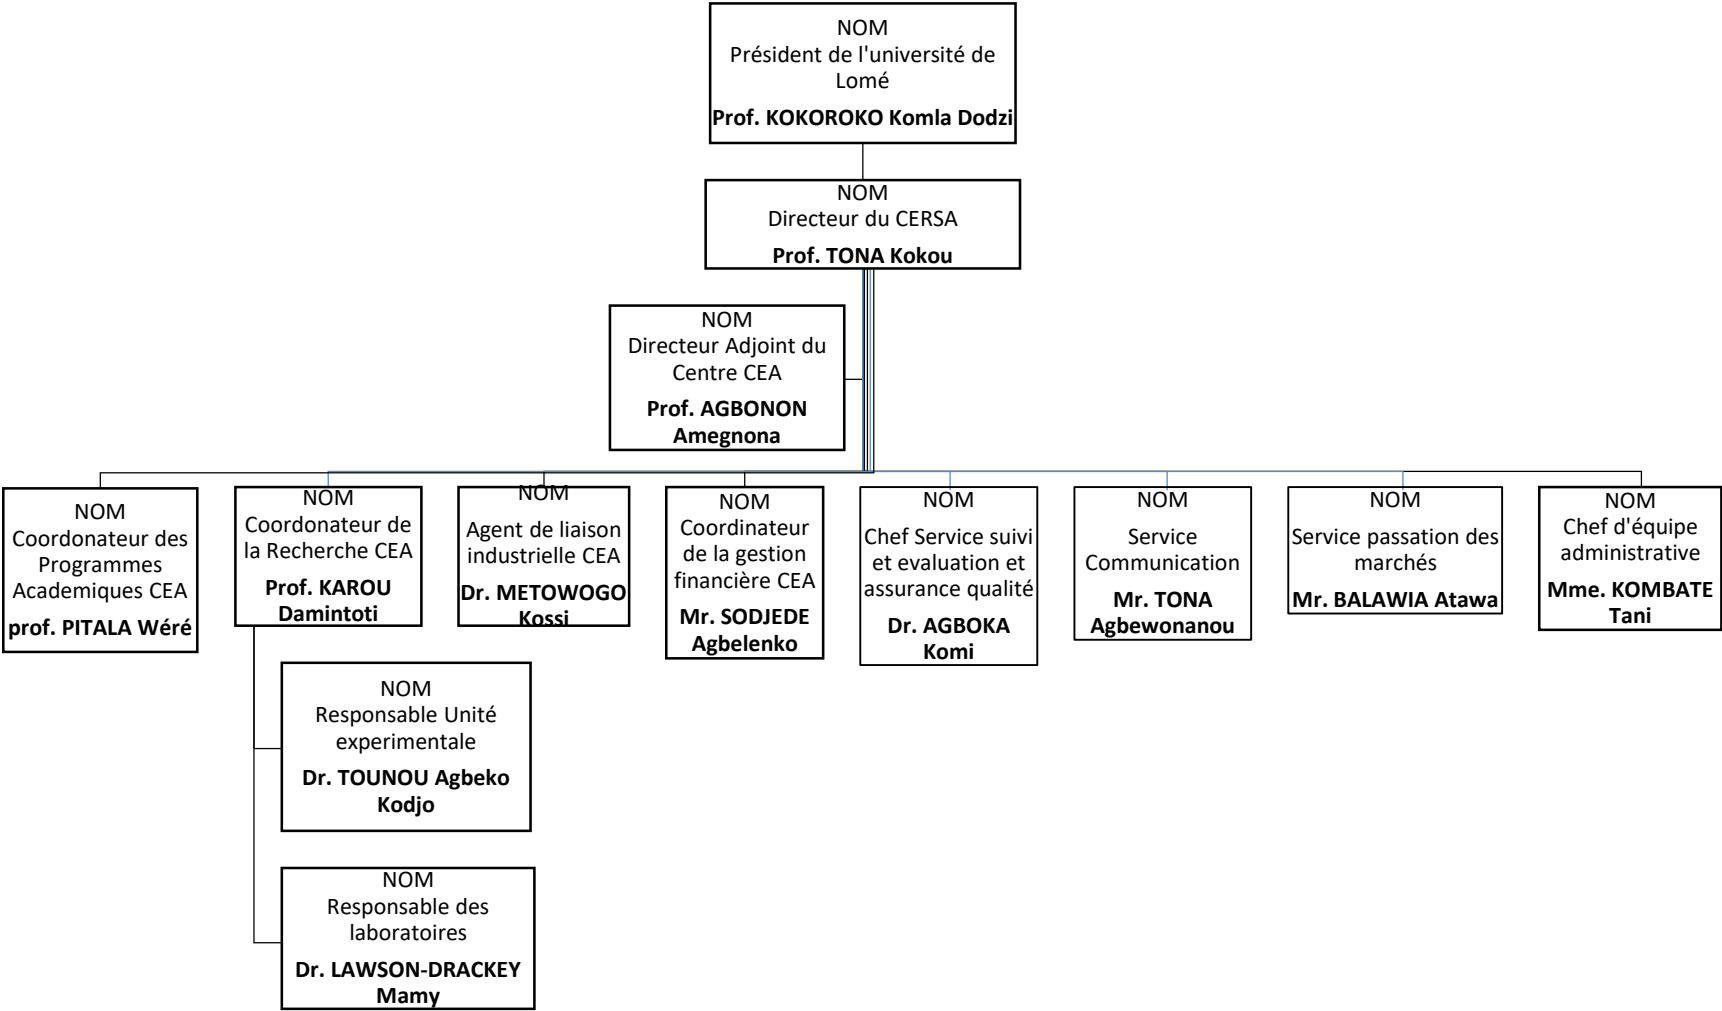 NOM
Président de l'université de
Lomé
Prof. KOKOROKO Komla Dodzi
NOM
Directeur du CERSA
Prof. TONA Kokou
NOM
Directeur Adjoint du
Centre CEA
Prof. AGBONON
Amegnona
NOM
Coordonateur des
Programmes
Academiques CEA
prof. PITALA Wéré
NOM
Coordonateur de
la Recherche CEA
Prof. KAROU
Damintoti
NOM
Agent de liaison
industrielle CEA
Dr. METOWOGO
Kossi
NOM
Coordinateur
de la gestion
financière CEA
Mr. SODJEDE
Agbelenko
NOM
Chef Service suivi
et evaluation et
assurance qualité
Dr. AGBOKA
Komi
NOM
Service
Communication
Mr. TONA
Agbewonanou
NOM
Service passation des
marchés
Mr. BALAWIA Atawa
NOM
Chef d'équipe
administrative
Mme. KOMBATE
Tani
NOM
Responsable Unité
experimentale
Dr. TOUNOU Agbeko
Kodjo
NOM
Responsable des
laboratoires
Dr. LAWSON-DRACKEY
Mamy